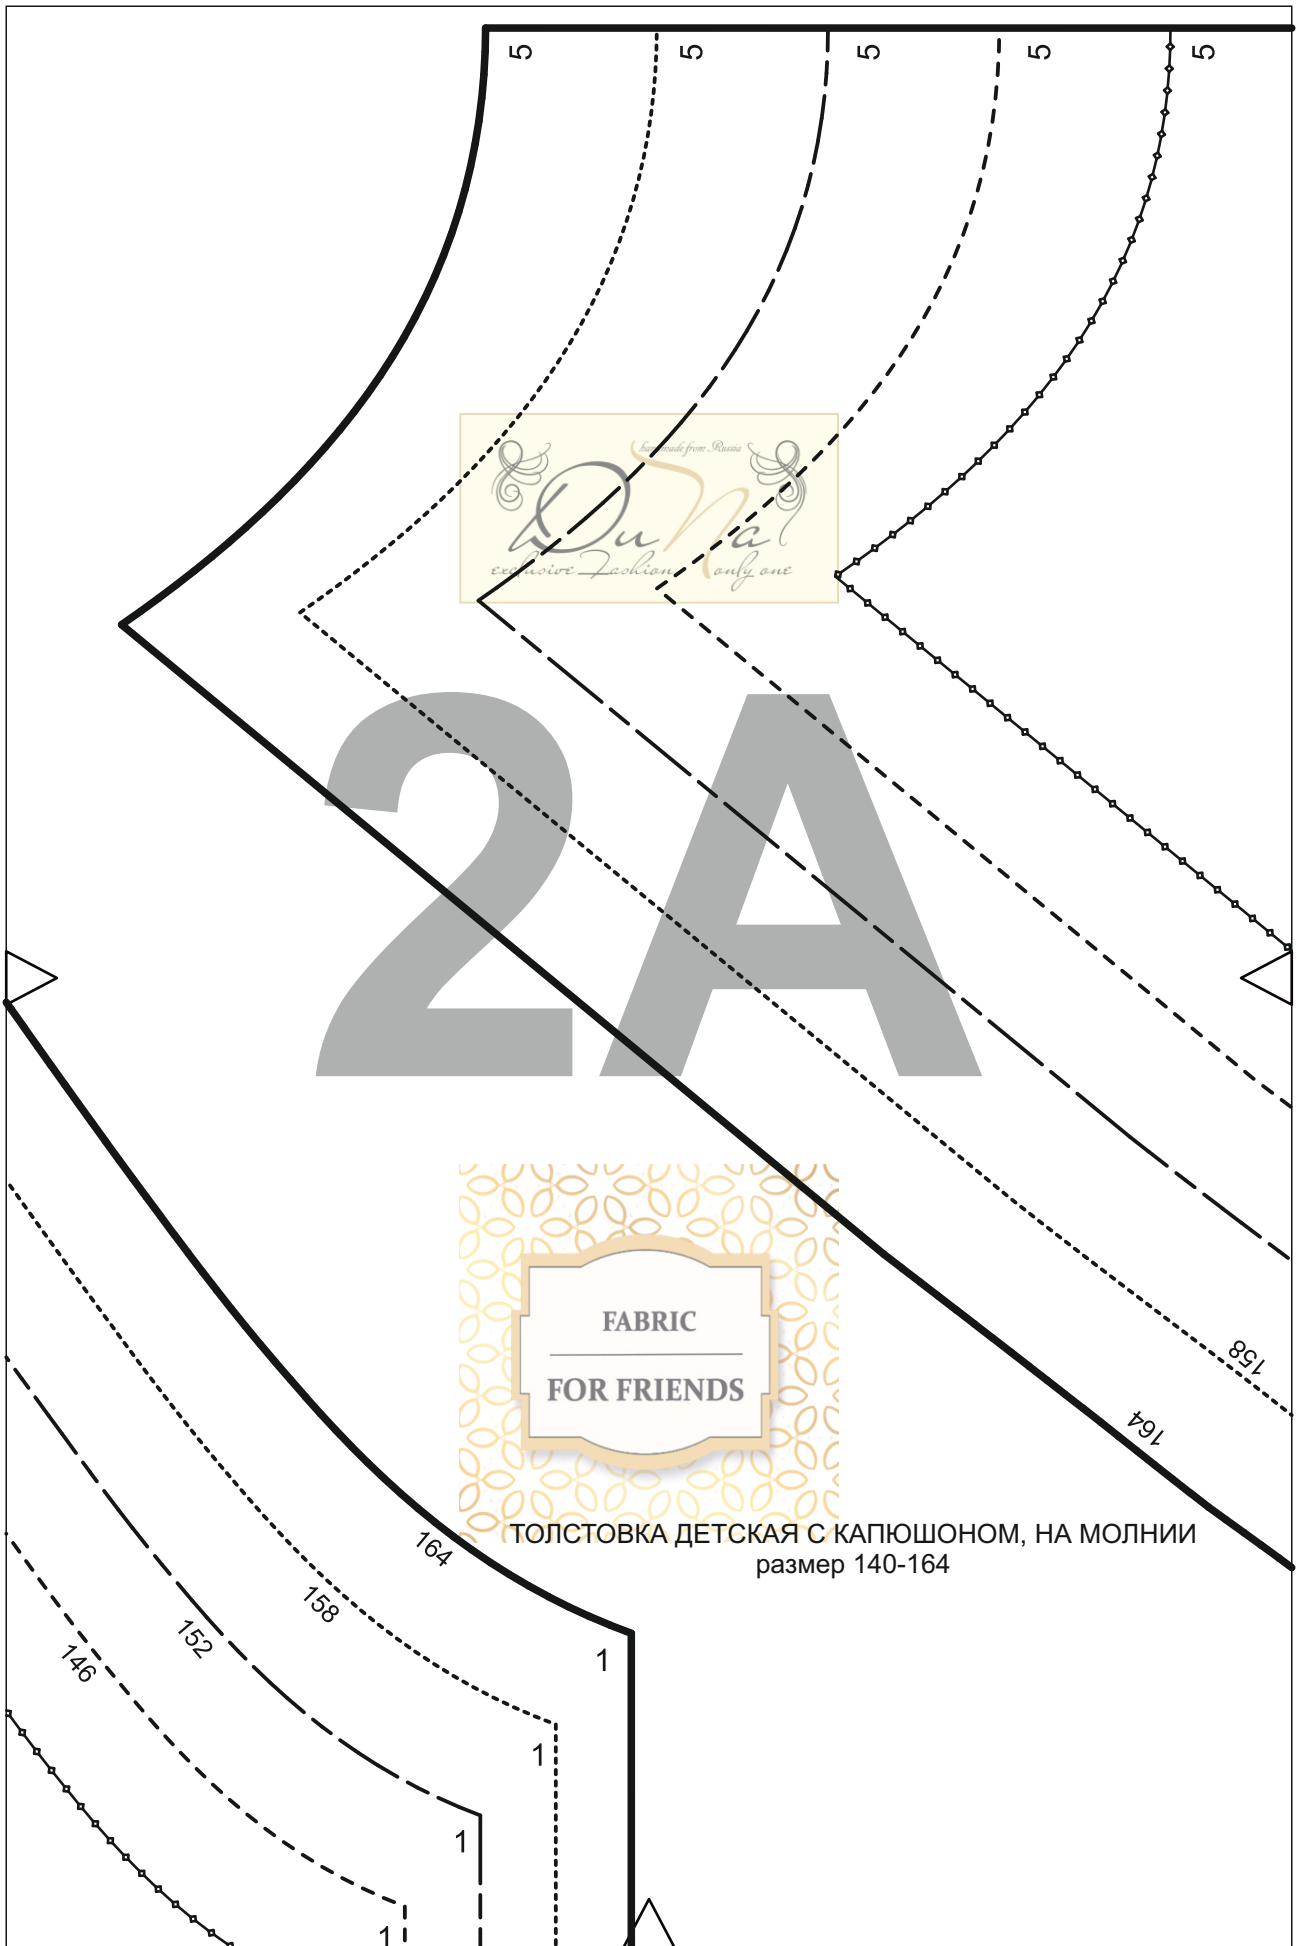 5 5 5 5 5
handmade from Russia
DuNa
exclusive Fashion only one
2A
FABRIC
FOR FRIENDS
158
164
ТОЛСТОВКА ДЕТСКАЯ С КАПЮШОНОМ, НА МОЛНИИ
размер 140-164
164
158
152
146
1
1
1
1